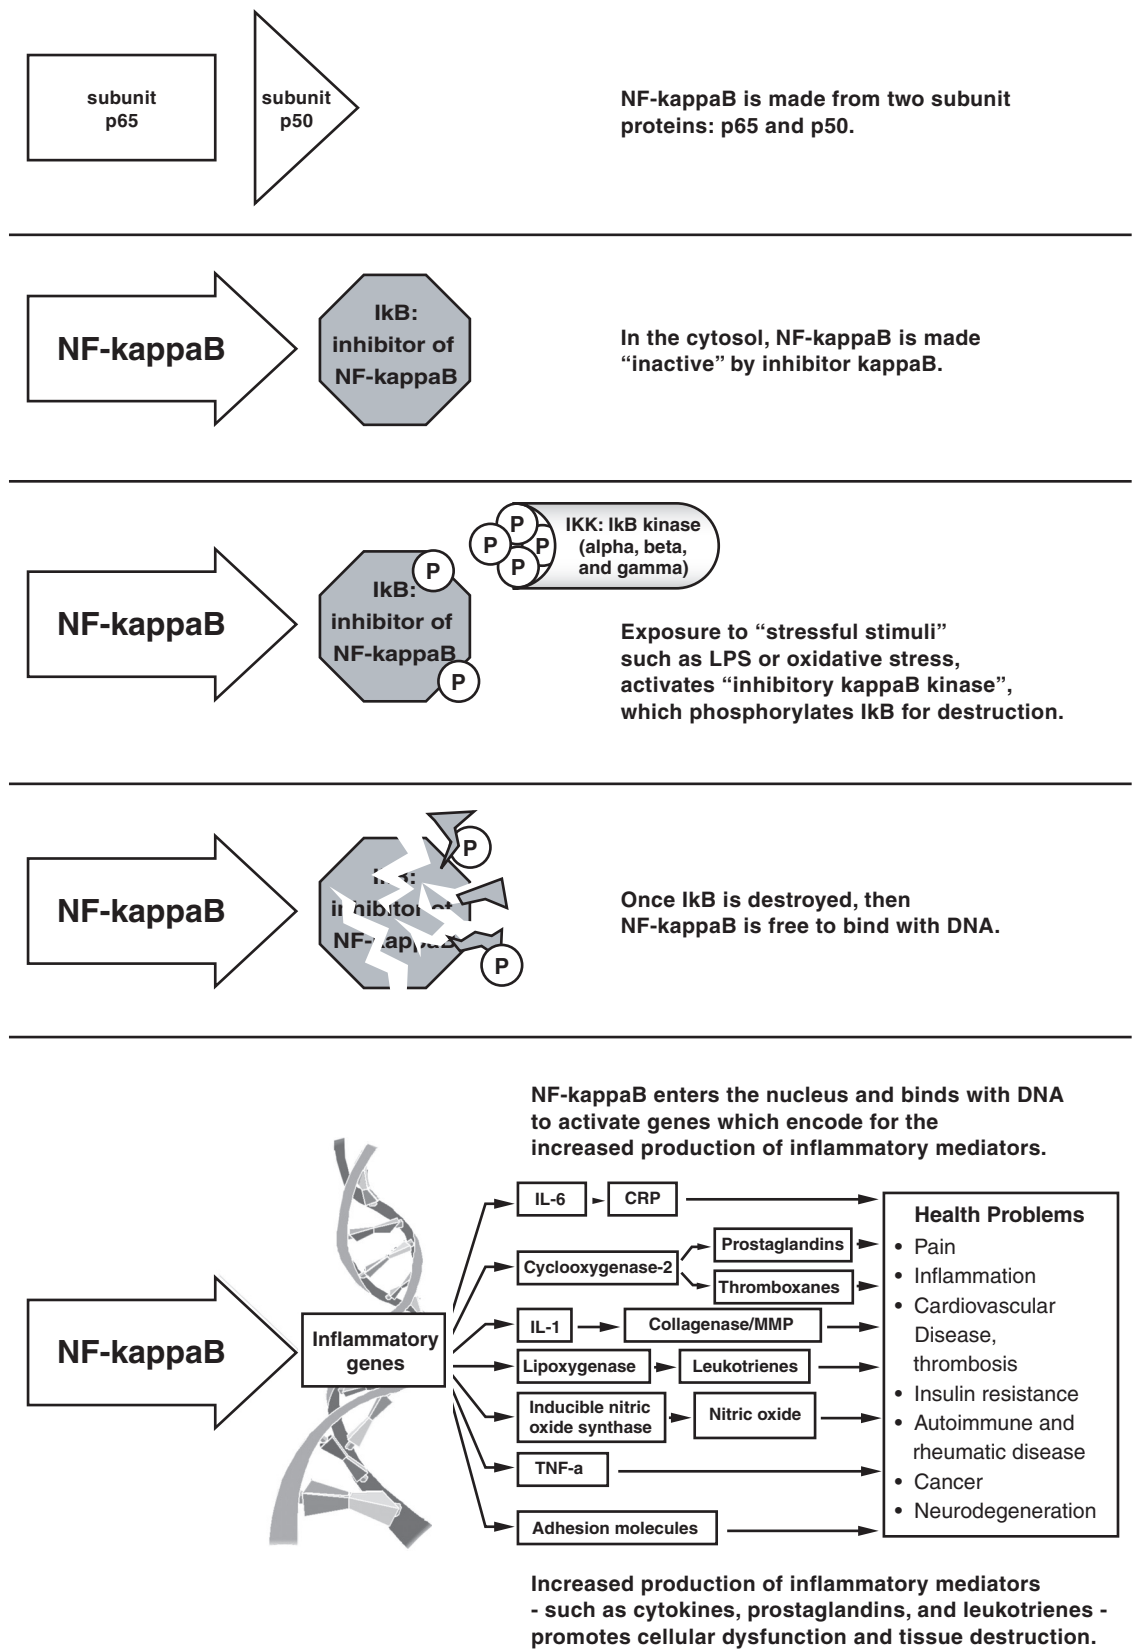 subunit
p65
subunit
p50
NF-kappaB is made from two subunit
proteins: p65 and p50.
NF-kappaB
IkB:
inhibitor of
NF-kappaB
In the cytosol, NF-kappaB is made
“inactive” by inhibitor kappaB.
P
P
P
P
IKK: IkB kinase
(alpha, beta,
and gamma)
NF-kappaB
P
IkB:
inhibitor of
NF-kappaB
P
Exposure to “stressful stimuli”
such as LPS or oxidative stress,
activates “inhibitory kappaB kinase”,
which phosphorylates IkB for destruction.
NF-kappaB
P
IkB:
inhibitor of
NF-kappaB
P
Once IkB is destroyed, then
NF-kappaB is free to bind with DNA.
NF-kappaB enters the nucleus and binds with DNA
to activate genes which encode for the
increased production of inflammatory mediators.
NF-kappaB
Inflammatory
genes
IL-6
CRP
Cyclooxygenase-2
Prostaglandins
Thromboxanes
IL-1
Collagenase/MMP
Lipoxygenase
Leukotrienes
Inducible nitric
oxide synthase
Nitric oxide
TNF-a
Adhesion molecules
Health Problems
• Pain
• Inflammation
• Cardiovascular
Disease,
thrombosis
• Insulin resistance
• Autoimmune and
rheumatic disease
• Cancer
• Neurodegeneration
Increased production of inflammatory mediators
- such as cytokines, prostaglandins, and leukotrienes -
promotes cellular dysfunction and tissue destruction.